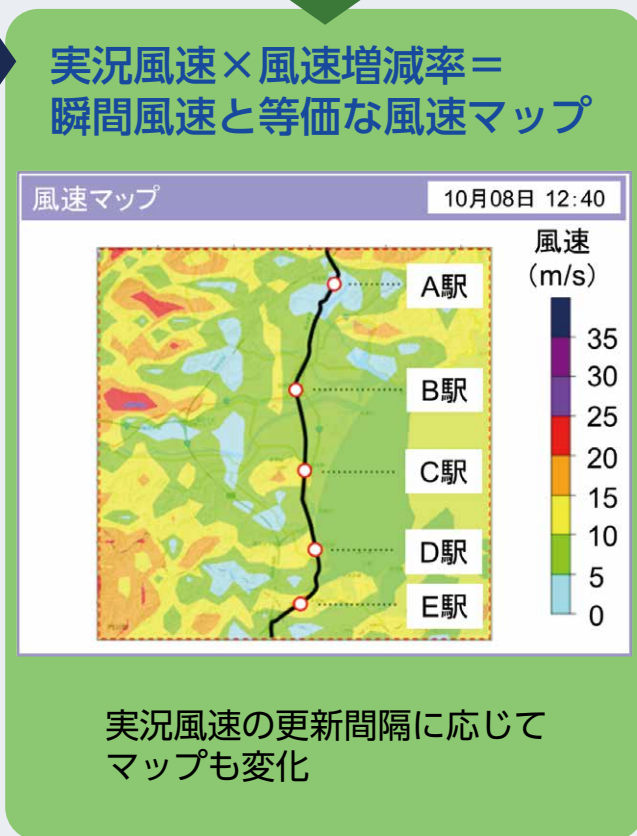 実況風速×風速増減率＝
瞬間風速と等価な風速マップ
風速マップ
10月08日 12:40
風速
（m/s）
A駅
B駅
C駅
D駅
E駅
35
30
25
20
15
10
5
0
実況風速の更新間隔に応じて
マップも変化